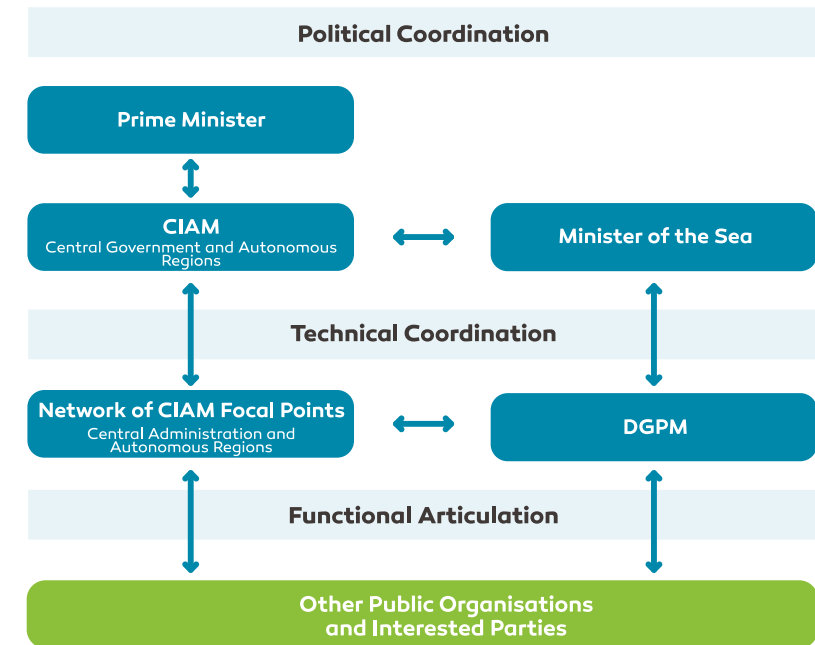 Political Coordination
Prime Minister
CIAM
Central Government and Autonomous
Regions
Minister of the Sea
Technical Coordination
Network of CIAM Focal Points
Central Administration and
Autonomous Regions
DGPM
Functional Articulation
Other Public Organisations
and Interested Parties